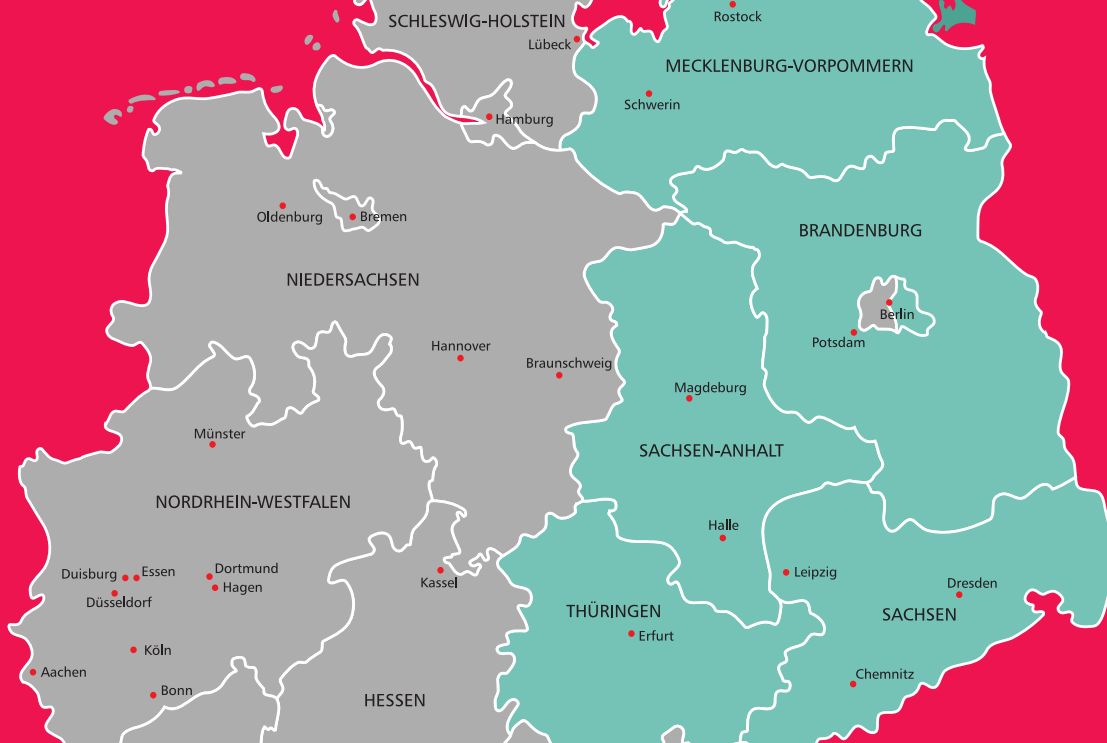 Rostock
SCHLESWIG-HOLSTEIN
Lübeck
MECKLENBURG-VORPOMMERN
Schwerin
Hamburg
Oldenburg
Bremen
BRANDENBURG
NIEDERSACHSEN
Berlin
Potsdam
Hannover
Braunschweig
Magdeburg
Münster
SACHSEN-ANHALT
NORDRHEIN-WESTFALEN
Halle
Duisburg
Essen
Dortmund
Leipzig
Kassel
Hagen
Dresden
Düsseldorf
THÜRINGEN
SACHSEN
Erfurt
Köln
Aachen
Chemnitz
Bonn
HESSEN